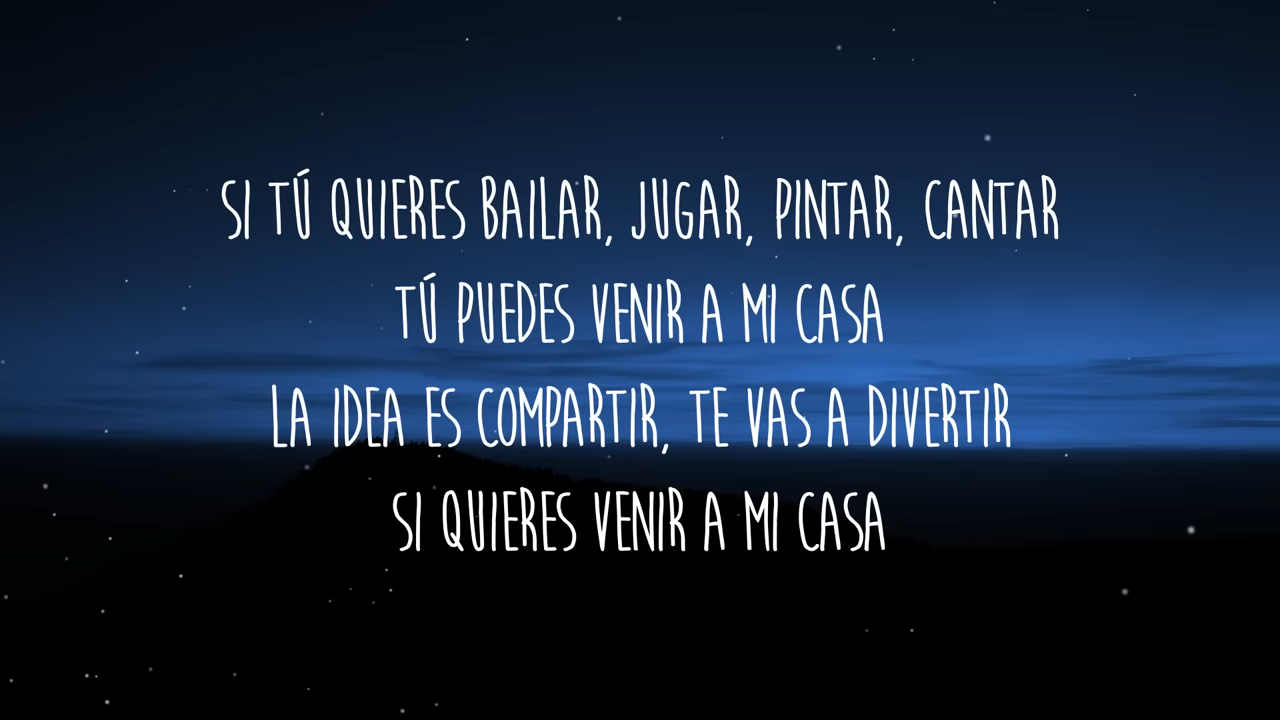 SI TÚ QUIERES BAILAR, JUGAR, PINTAR, CANTAR
TÚ PUEDES VENIR A MI CASA
LA IDEA ES COMPARTIR, TE VAS A DIVERTIR
SI QUIERES VENIR A MI CASA